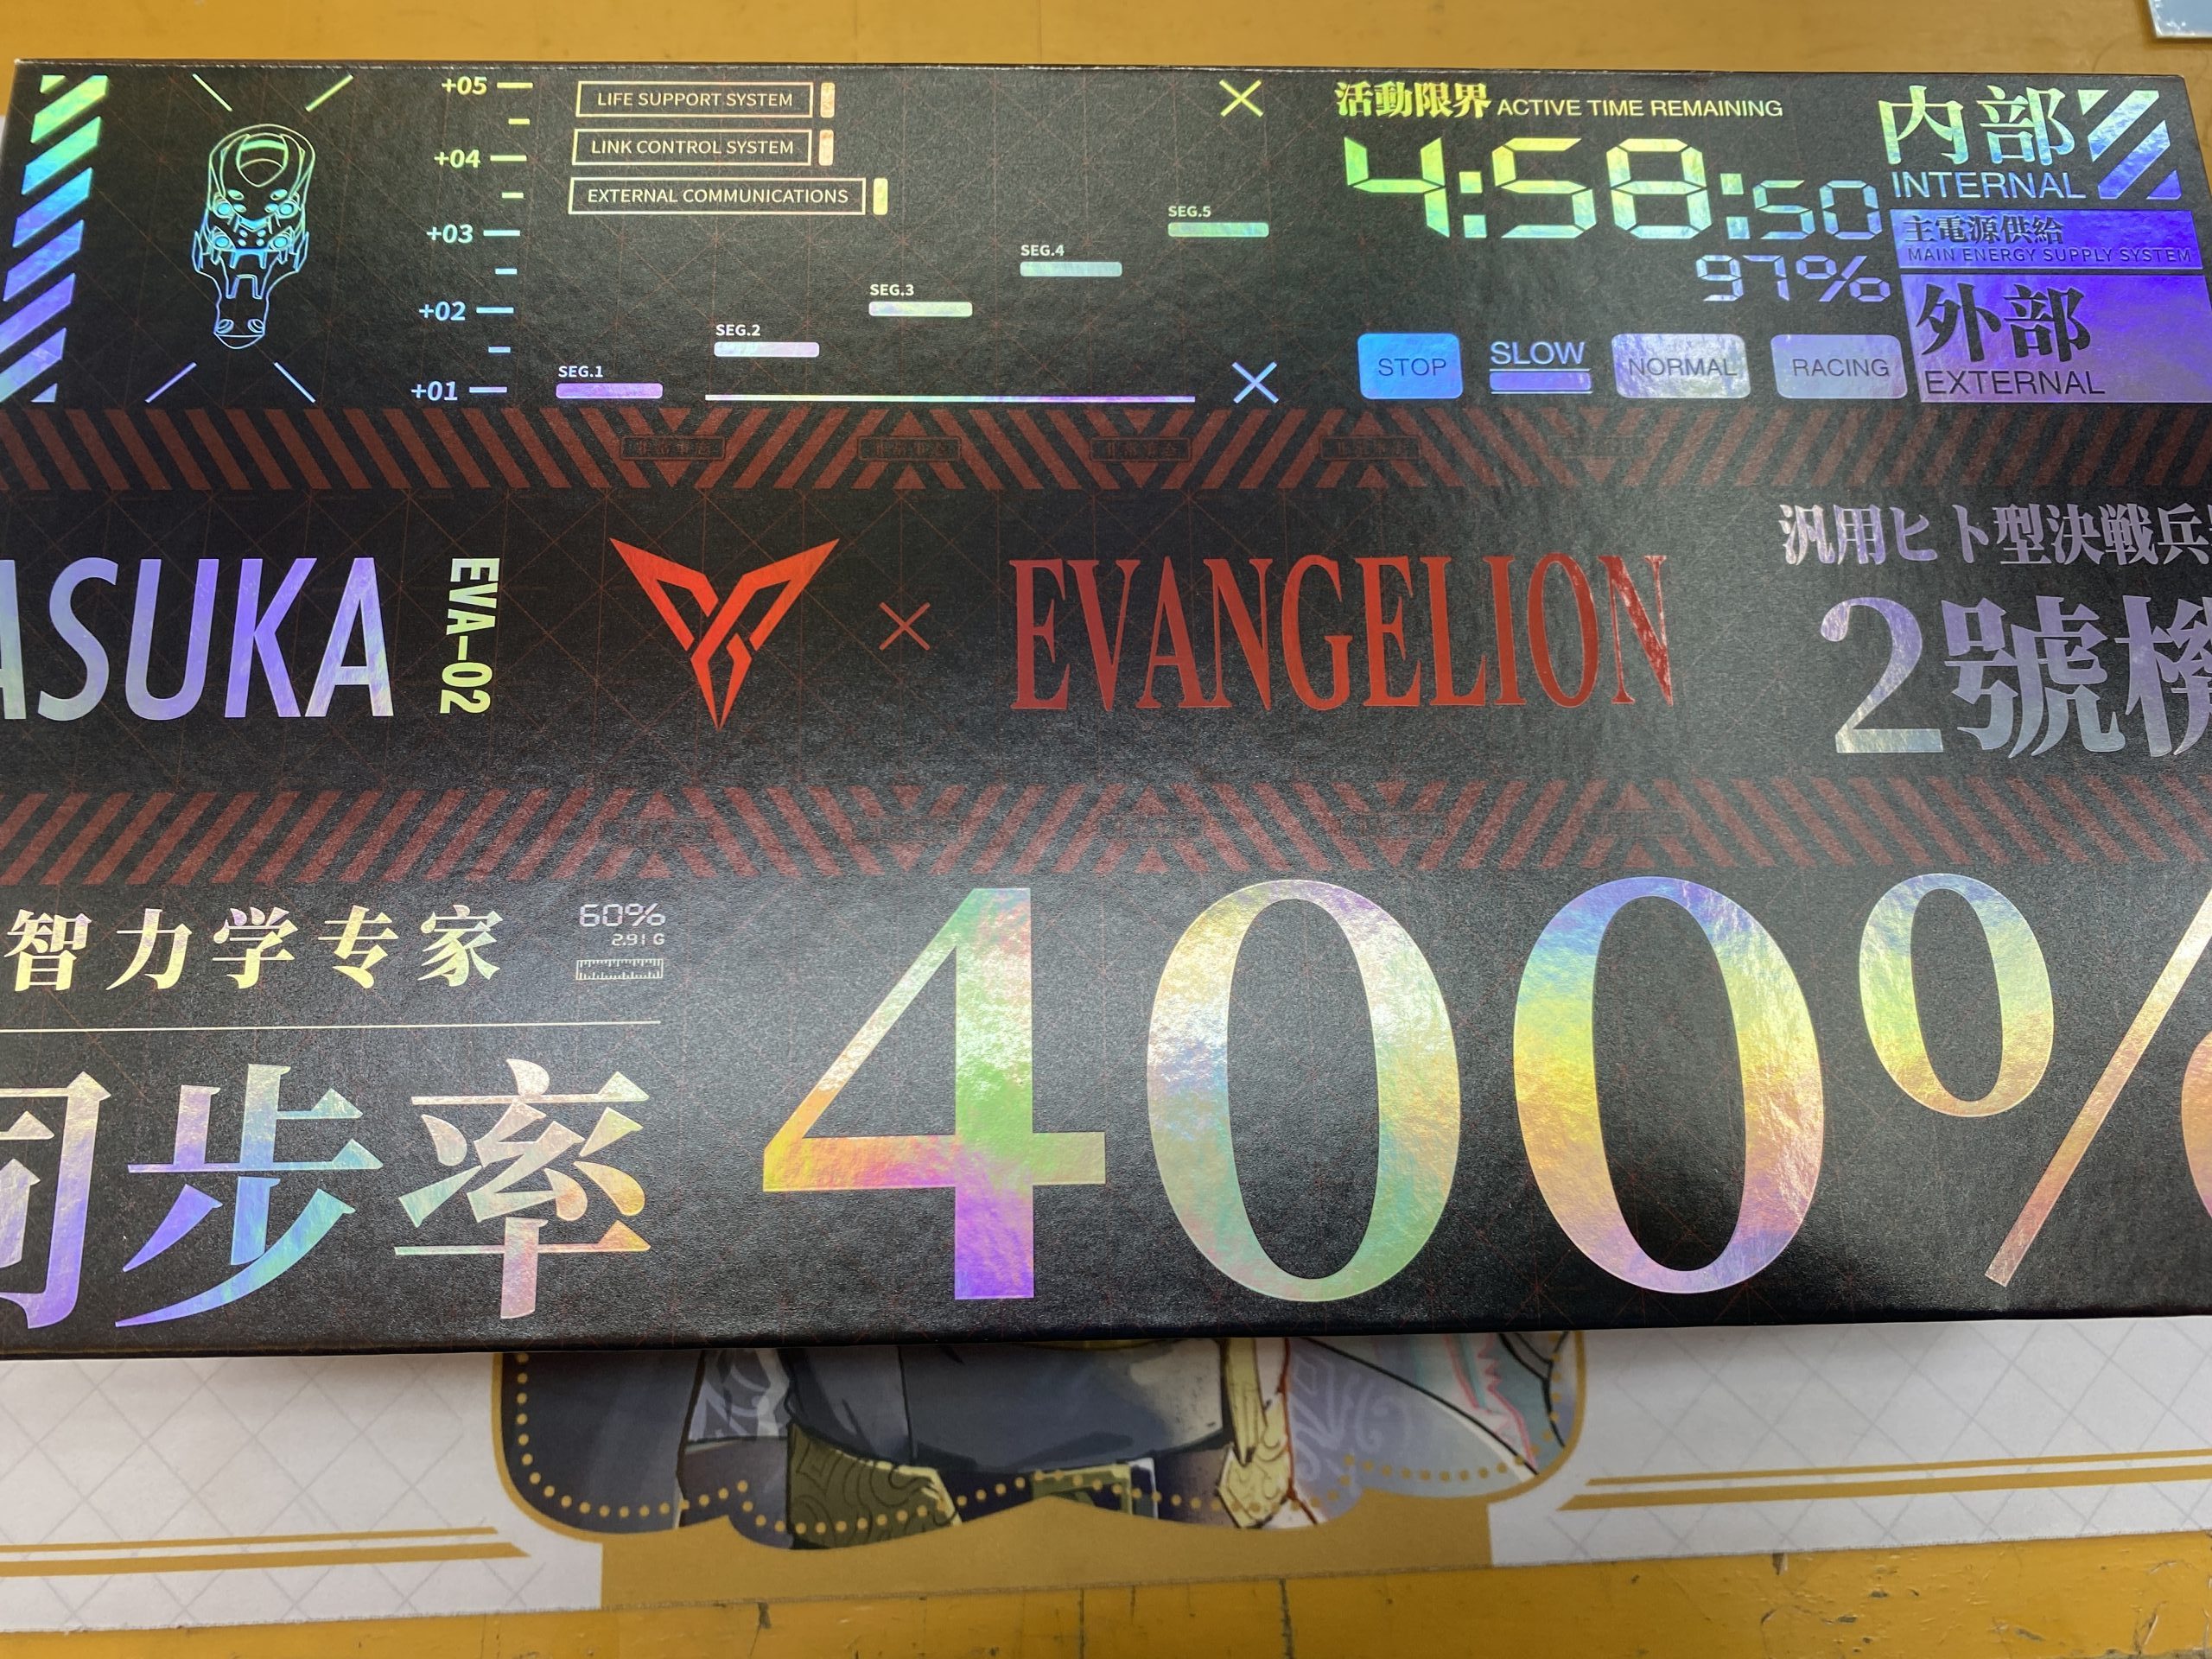 +05
+04
+03
+02
+01
LIFE SUPPORT SYSTEM
LINK CONTROL SYSTEM
EXTERNAL COMMUNICATIONS
SEG.5
SEG.4
SEG.3
SEG.2
SEG.1
活動限界 ACTIVE TIME REMAINING
4:58:50
97%
STOP SLOW NORMAL RACING
内部
INTERNAL
主電源供給
MAIN ENERGY SUPPLY SYSTEM
外部
EXTERNAL
ASUKA
EVA-02
× EVANGELION
汎用ヒト型決戦兵
2號機
智力学专家
60%
2.91 G
同步率
400%